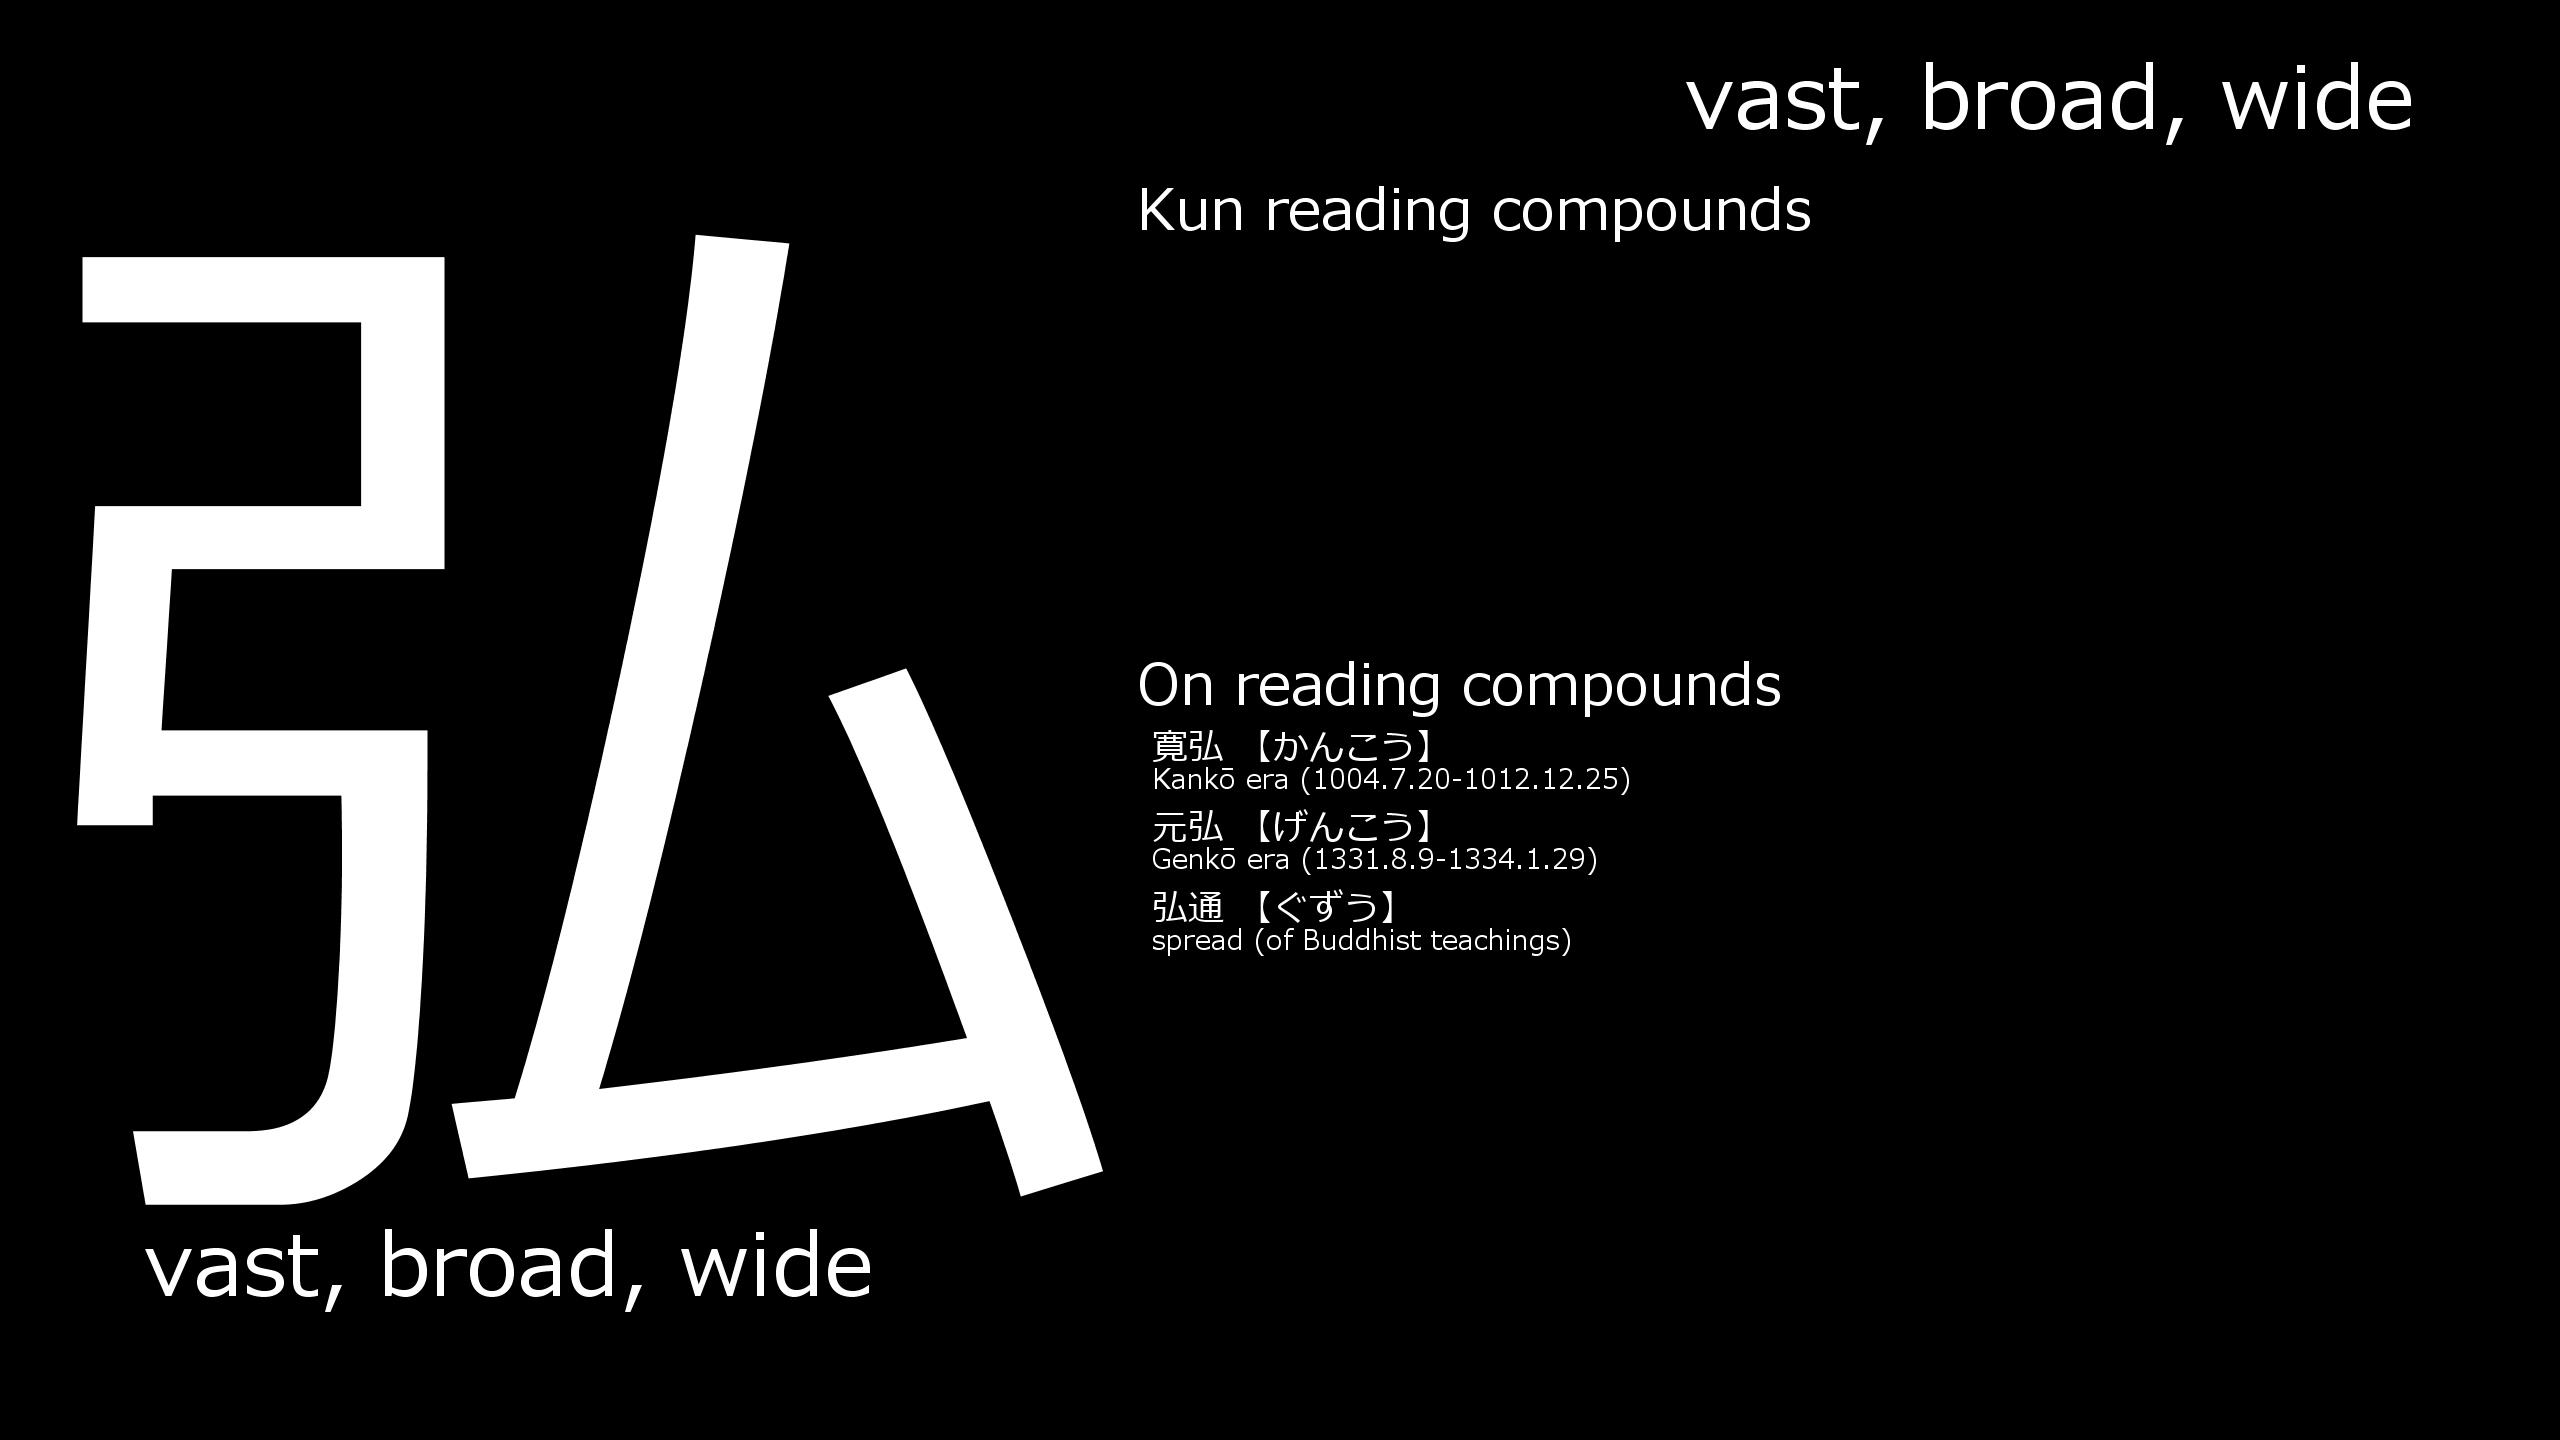 vast, broad, wide
弘
vast, broad, wide
Kun reading compounds
On reading compounds
寛弘 【かんこう】
Kankō era (1004.7.20-1012.12.25)
元弘 【げんこう】
Genkō era (1331.8.9-1334.1.29)
弘通 【ぐずう】
spread (of Buddhist teachings)